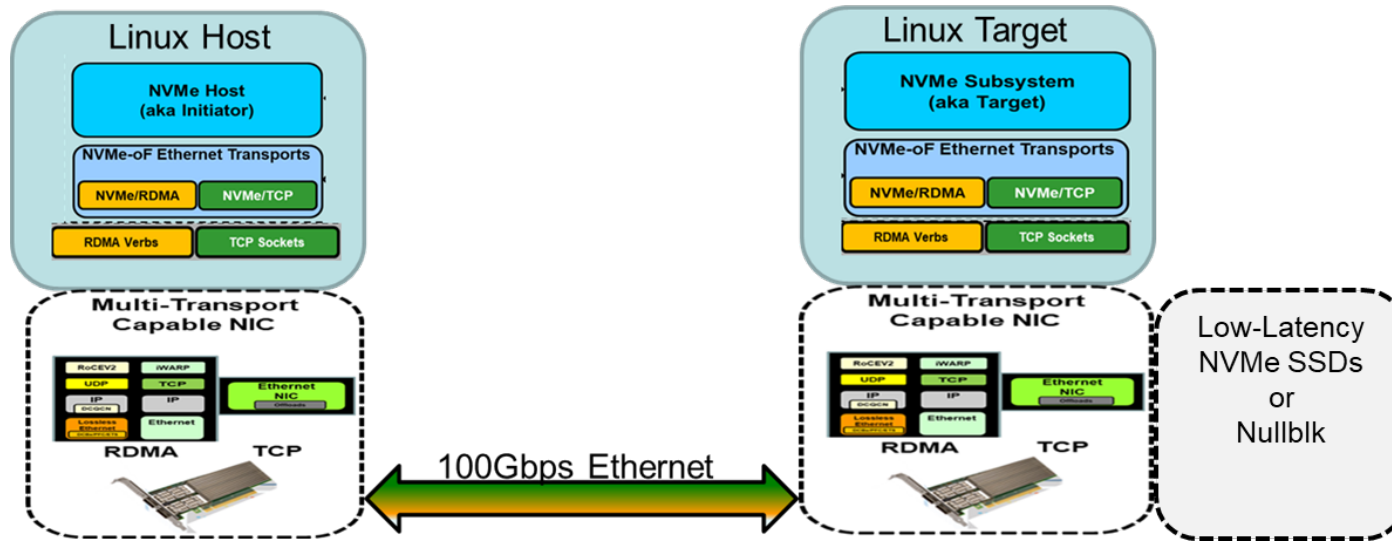 Linux Host
NVMe Host
(aka Initiator)
NVMe-oF Ethernet Transports
NVMe/RDMA
NVMe/TCP
RDMA Verbs
TCP Sockets
Multi-Transport
Capable NIC
RoCEV2
iWARP
UDP
TCP
IP
DCQCN
IP
Lossless
Ethernet
Ethernet
Ethernet
NIC
Offloads
RDMA
TCP
100Gbps Ethernet
Linux Target
NVMe Subsystem
(aka Target)
NVMe-oF Ethernet Transports
NVMe/RDMA
NVMe/TCP
RDMA Verbs
TCP Sockets
Multi-Transport
Capable NIC
RoCEV2
iWARP
UDP
TCP
IP
DCQCN
IP
Lossless
Ethernet
Ethernet
Ethernet
NIC
Offloads
RDMA
TCP
Low-Latency
NVMe SSDs
or
Nullblk